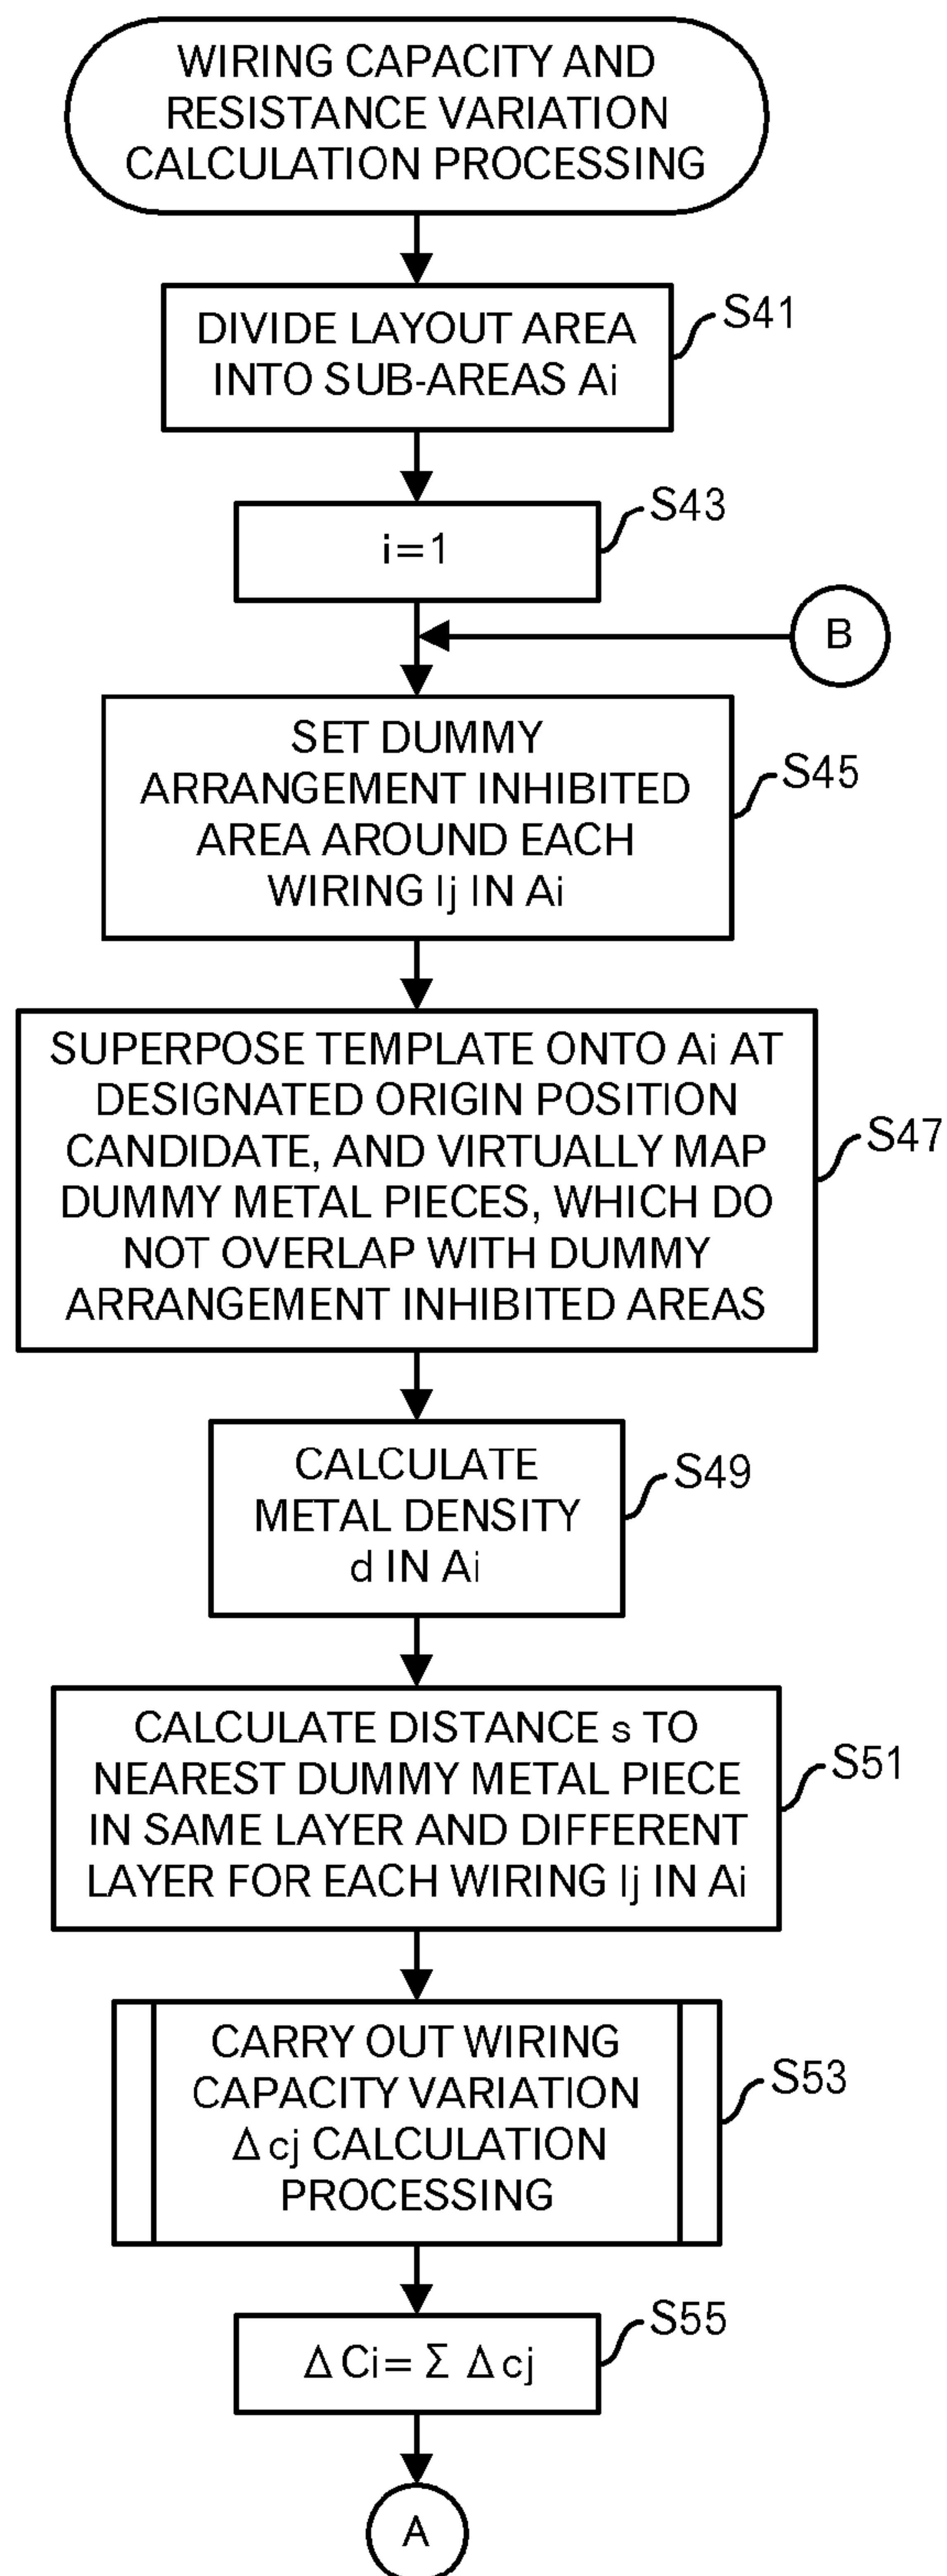 WIRING CAPACITY AND
RESISTANCE VARIATION
CALCULATION PROCESSING
DIVIDE LAYOUT AREA
INTO SUB-AREAS Ai
S41
i=1
S43
B
SET DUMMY
ARRANGEMENT INHIBITED
AREA AROUND EACH
WIRING lj IN Ai
S45
SUPERPOSE TEMPLATE ONTO Ai AT
DESIGNATED ORIGIN POSITION
CANDIDATE, AND VIRTUALLY MAP
DUMMY METAL PIECES, WHICH DO
NOT OVERLAP WITH DUMMY
ARRANGEMENT INHIBITED AREAS
S47
CALCULATE
METAL DENSITY
d IN Ai
S49
CALCULATE DISTANCE s TO
NEAREST DUMMY METAL PIECE
IN SAME LAYER AND DIFFERENT
LAYER FOR EACH WIRING lj IN Ai
S51
CARRY OUT WIRING
CAPACITY VARIATION
Δcj CALCULATION
PROCESSING
S53
ΔCi= Σ Δcj
S55
A